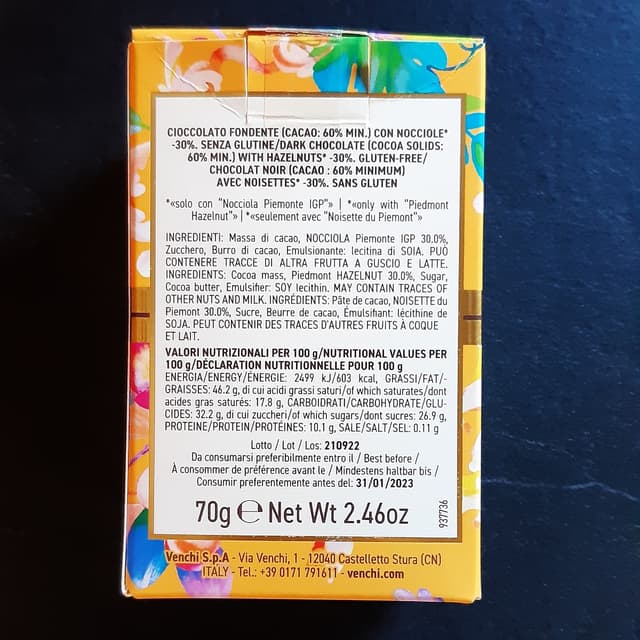 CIOCCOLATO FONDENTE (CACAO: 60% MIN.) CON NOCCIOLE*
-30%. SENZA GLUTINE/DARK CHOCOLATE (COCOA SOLIDS:
60% MIN.) WITH HAZELNUTS* -30%. GLUTEN-FREE/
CHOCOLAT NOIR (CACAO : 60% MINIMUM)
AVEC NOISETTES* -30%. SANS GLUTEN
*«solo con "Nocciola Piemonte IGP"» | *«only with "Piedmont
Hazelnut"» | *«seulement avec "Noisette du Piemont"»
INGREDIENTI: Massa di cacao, NOCCIOLA Piemonte IGP 30.0%,
Zucchero, Burro di cacao, Emulsionante: lecitina di SOIA. PUÒ
CONTENERE TRACCE DI ALTRA FRUTTA A GUSCIO E LATTE.
INGREDIENTS: Cocoa mass, Piedmont HAZELNUT 30.0%, Sugar,
Cocoa butter, Emulsifier: SOY lecithin. MAY CONTAIN TRACES OF
OTHER NUTS AND MILK. INGRÉDIENTS: Pâte de cacao, NOISETTE du
Piemont 30.0%, Sucre, Beurre de cacao, Émulsifiant: lécithine de
SOJA. PEUT CONTENIR DES TRACES D'AUTRES FRUITS À COQUE
ET LAIT.
VALORI NUTRIZIONALI PER 100 g/NUTRITIONAL VALUES PER
100 g/DÉCLARATION NUTRITIONNELLE POUR 100 g
ENERGIA/ENERGY/ÉNERGIE: 2499 kJ/603 kcal, GRASSI/FAT/-
GRAISSES: 46.2 g, di cui acidi grassi saturi/of which saturates/dont
acides gras saturés: 17.8 g, CARBOIDRATI/CARBOHYDRATE/GLU-
CIDES: 32.2 g, di cui zuccheri/of which sugars/dont sucres: 26.9 g,
PROTEINE/PROTEIN/PROTÉINES: 10.1 g, SALE/SALT/SEL: 0.11 g
Lotto / Lot / Los: 210922
Da consumarsi preferibilmente entro il / Best before /
À consommer de préférence avant le / Mindestens haltbar bis /
Consumir preferentemente antes del: 31/01/2023
70g ℮ Net Wt 2.46oz
937736
Venchi S.p.A - Via Venchi, 1 - 12040 Castelletto Stura (CN)
ITALY - Tel.: +39 0171 791611 - venchi.com